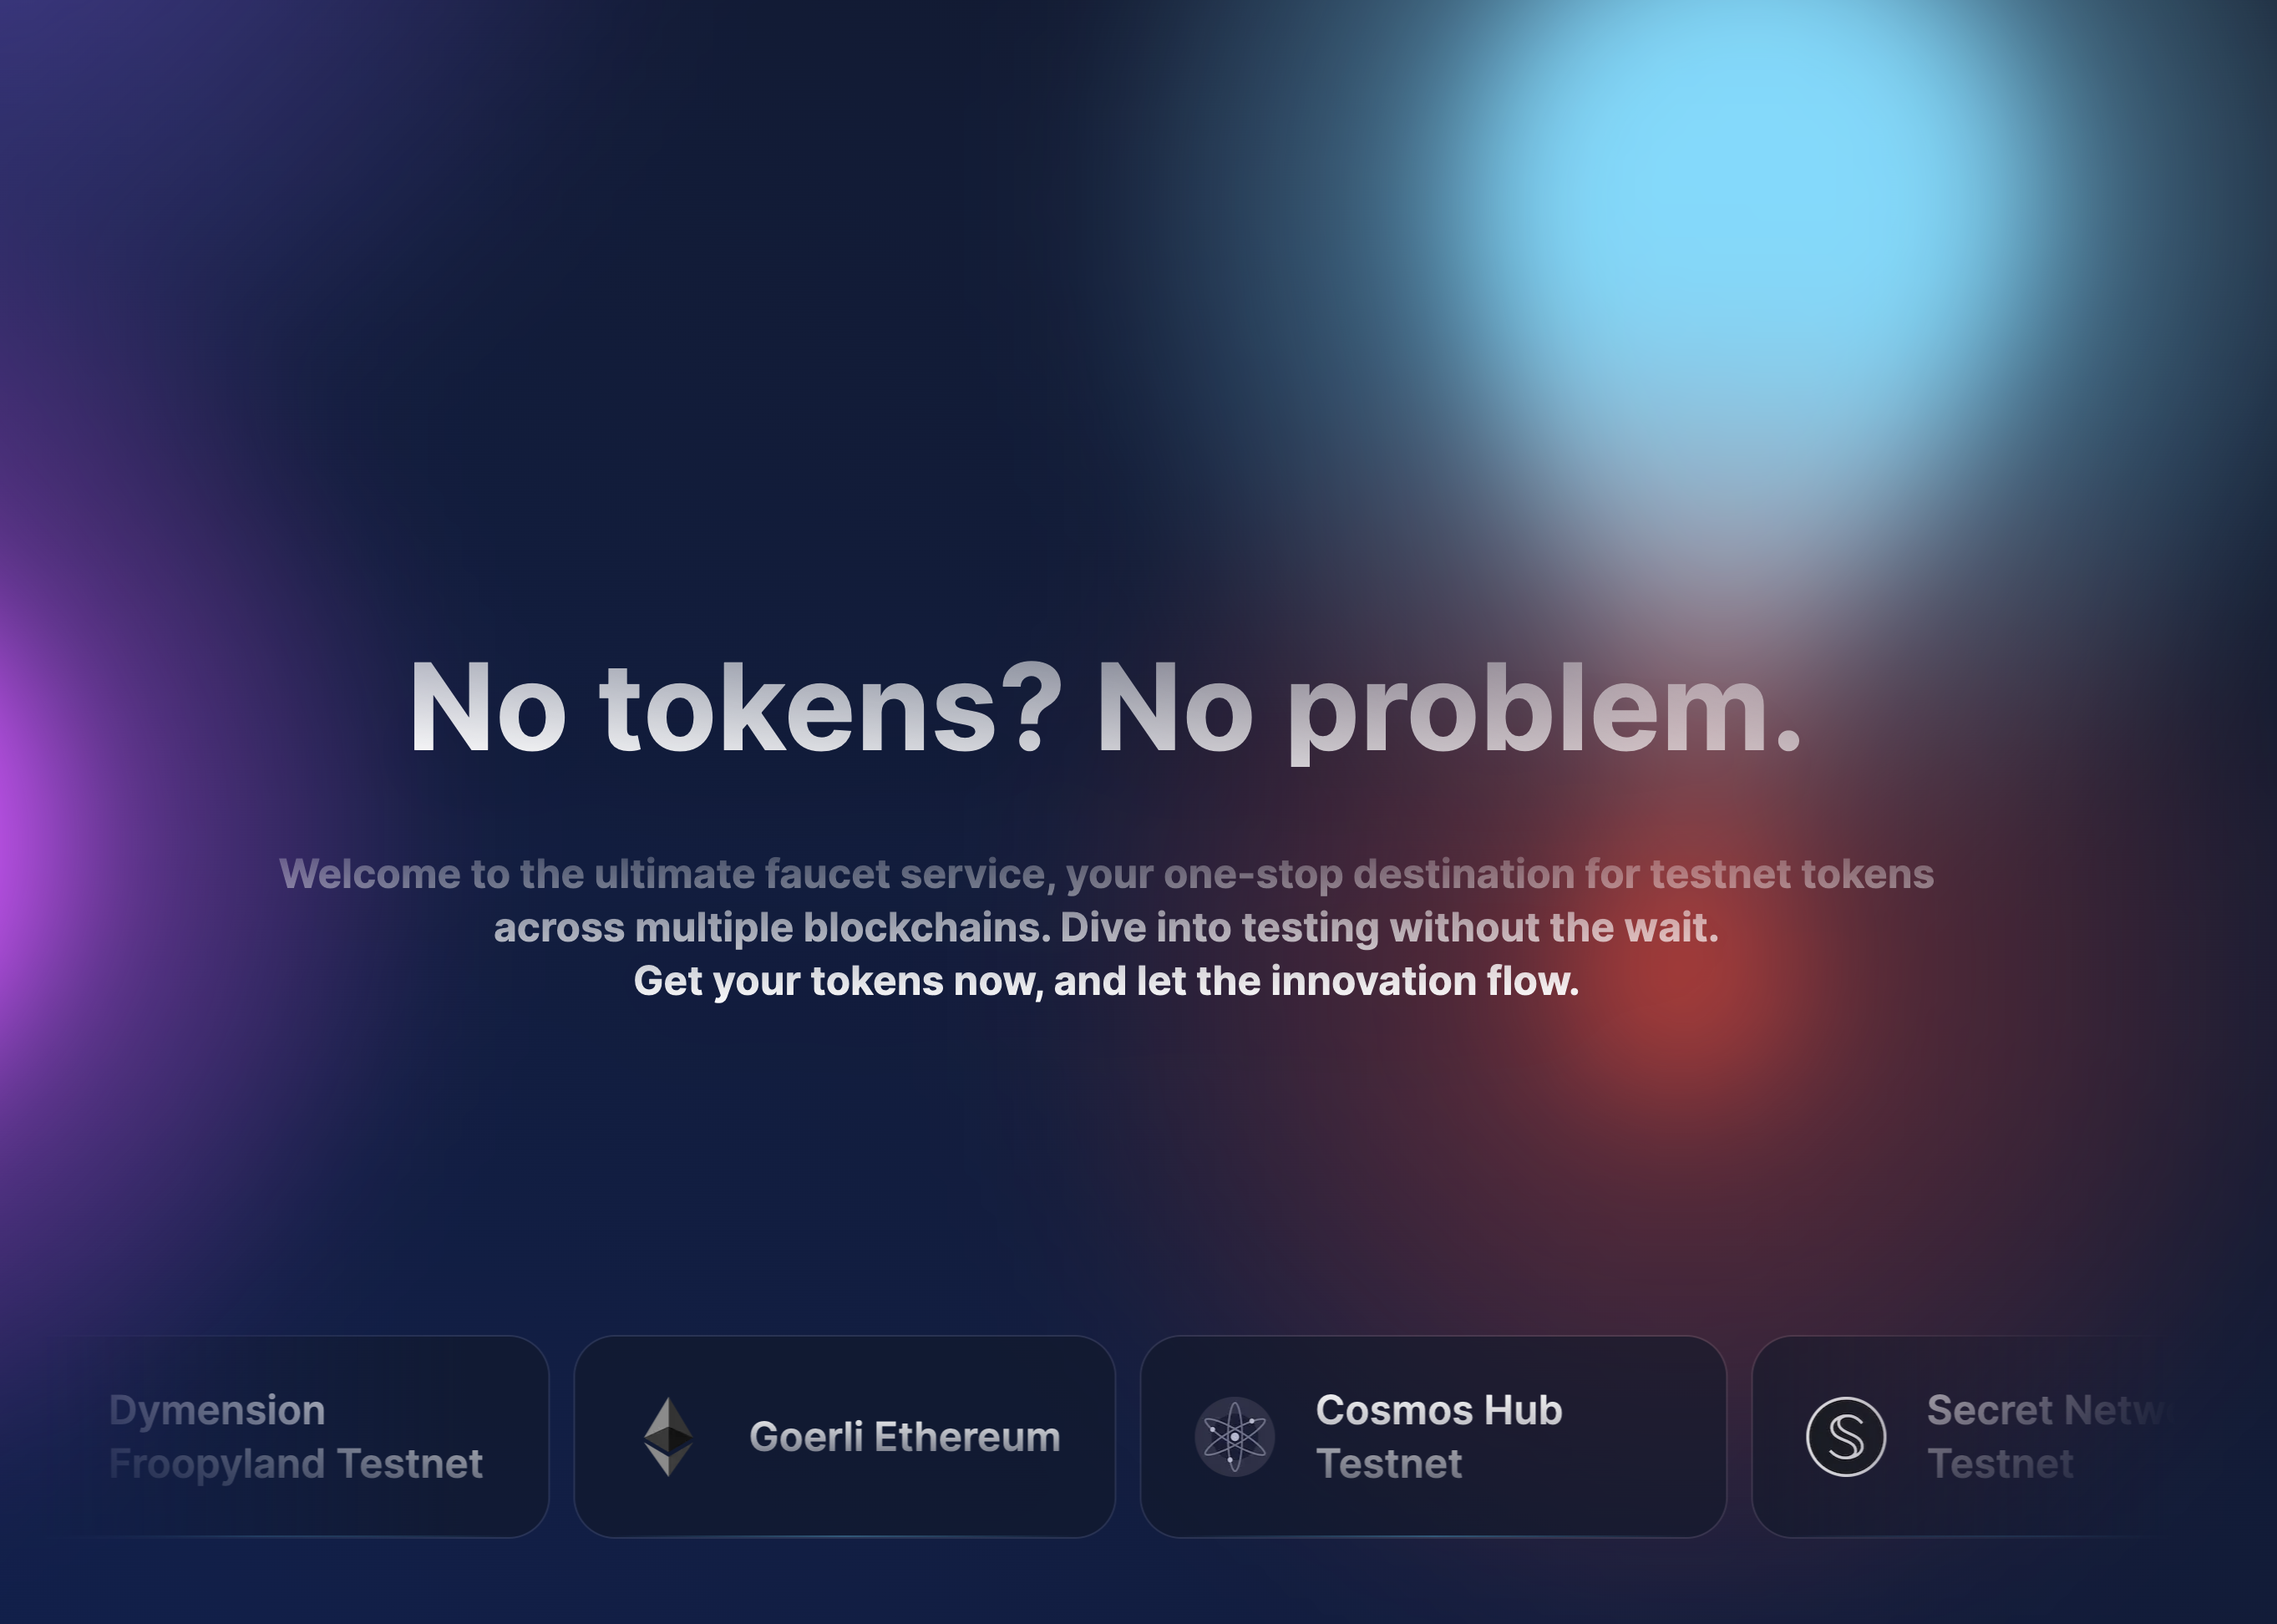 No tokens? No problem.
Welcome to the ultimate faucet service, your one-stop destination for testnet tokens
across multiple blockchains. Dive into testing without the wait.
Get your tokens now, and let the innovation flow.
Dymension
Froopyland Testnet
Goerli Ethereum
Cosmos Hub
Testnet
Secret Netw
Testnet